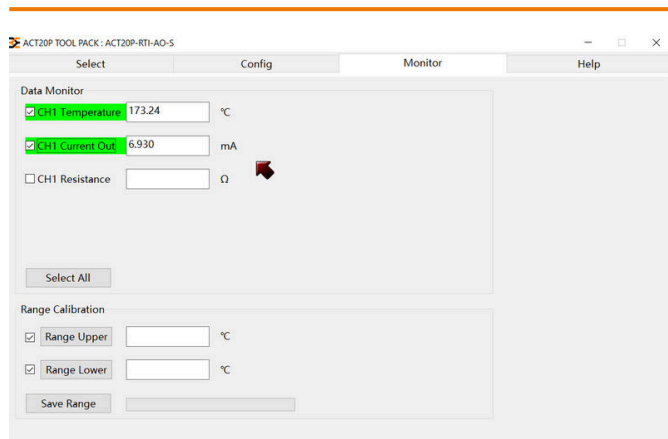 ACT20P TOOL PACK : ACT20P-RTI-AO-S
Select Config Monitor Help
Data Monitor
CH1 Temperature 173.24 ℃
CH1 Current Out 6.930 mA
CH1 Resistance Ω
Select All
Range Calibration
Range Upper ℃
Range Lower ℃
Save Range